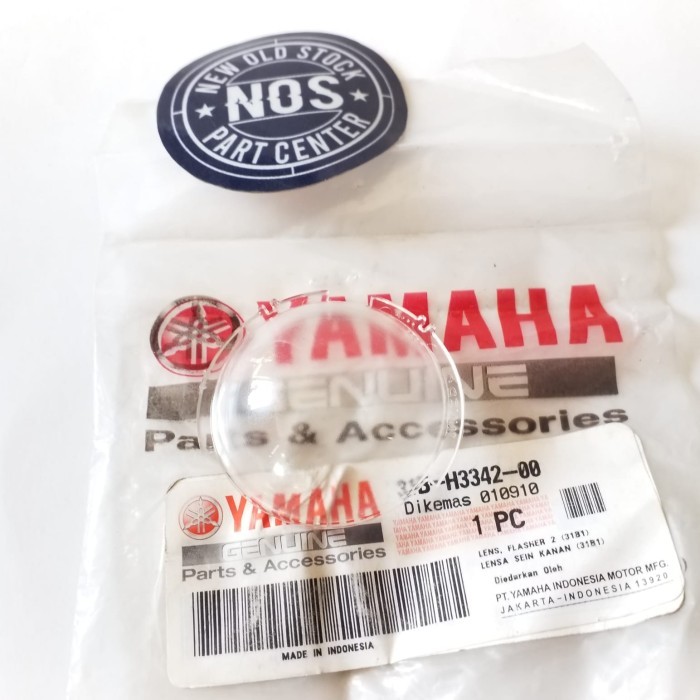 NEW OLD STOCK
NOS
PART CENTER
YAMAHA
GENUINE
Parts & Accessories
YAMAHA
GENUINE
Parts & Accessories
-H3342-00
Dikemas 010910
1 PC
LENS, FLASHER 2 (31B1)
LENSA SEIN KANAN (31B1)
Diedarkan Oleh
PT. YAMAHA INDONESIA MOTOR MFG.
JAKARTA-INDONESIA 13920
MADE IN INDONESIA